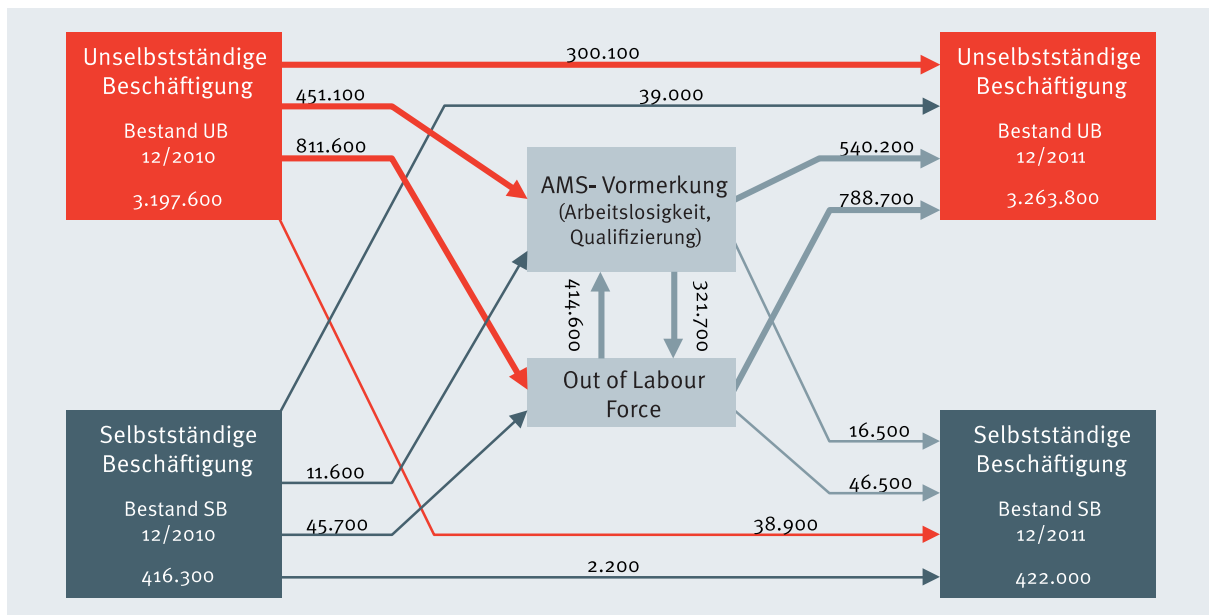 Unselbstständige
Beschäftigung
Bestand UB
12/2010
3.197.600
300.100
451.100
39.000
811.600
Unselbstständige
Beschäftigung
Bestand UB
12/2011
3.263.800
AMS- Vormerkung
(Arbeitslosigkeit,
Qualifizierung)
540.200
788.700
414.600
321.700
Out of Labour
Force
Selbstständige
Beschäftigung
Bestand SB
12/2010
416.300
11.600
45.700
16.500
46.500
38.900
2.200
Selbstständige
Beschäftigung
Bestand SB
12/2011
422.000